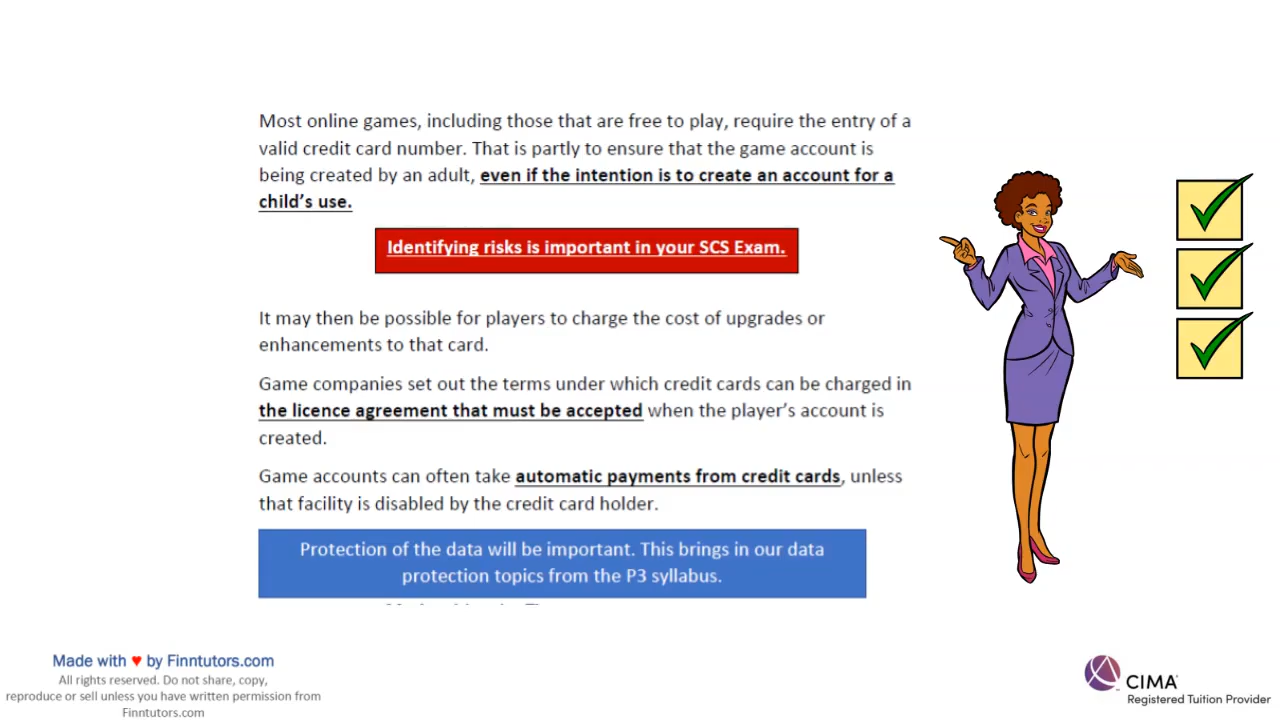 Most online games, including those that are free to play, require the entry of a
valid credit card number. That is partly to ensure that the game account is
being created by an adult, even if the intention is to create an account for a
child's use.
Identifying risks is important in your SCS Exam.
It may then be possible for players to charge the cost of upgrades or
enhancements to that card.
Game companies set out the terms under which credit cards can be charged in
the licence agreement that must be accepted when the player's account is
created.
Game accounts can often take automatic payments from credit cards, unless
that facility is disabled by the credit card holder.
Protection of the data will be important. This brings in our data
protection topics from the P3 syllabus.
Made with ♥ by Finntutors.com
All rights reserved. Do not share, copy,
reproduce or sell unless you have written permission from
Finntutors.com
CIMA
Registered Tuition Provider